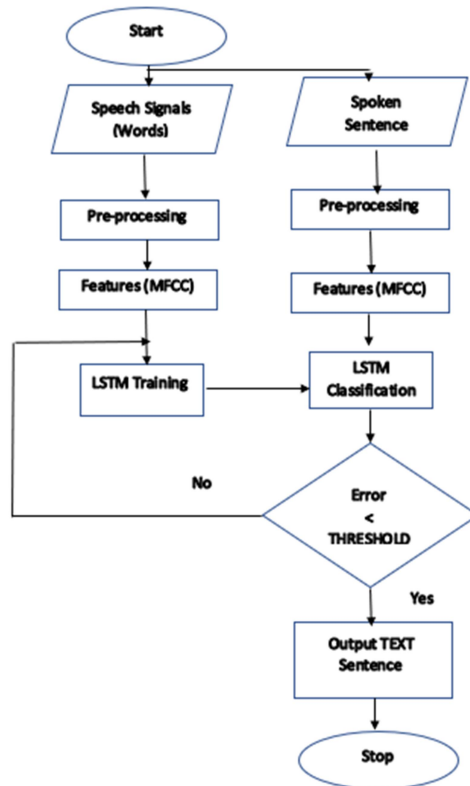 Start
Speech Signals
(Words)
Spoken
Sentence
Pre-processing
Pre-processing
Features (MFCC)
Features (MFCC)
LSTM Training
LSTM
Classification
No
Error
<
THRESHOLD
Yes
Output TEXT
Sentence
Stop